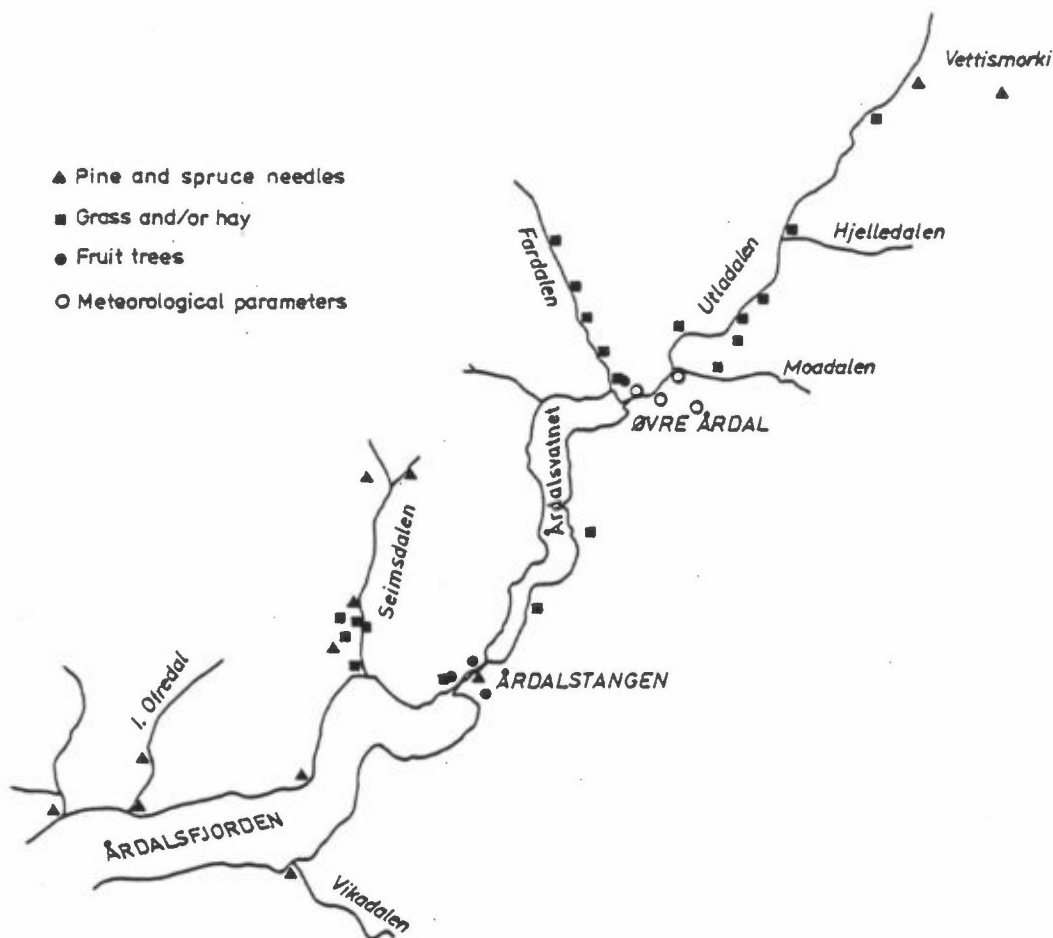 Vettismorki
Pine and spruce needles
Grass and/or hay
Fruit trees
Meteorological parameters
Fardalen
Utladalen
Hjelledalen
Moadalen
ØVRE ÅRDAL
Årdalsvatnet
Seimsdalen
ÅRDALSTANGEN
I. Ofredal
ÅRDALSFJORDEN
Vikadalen